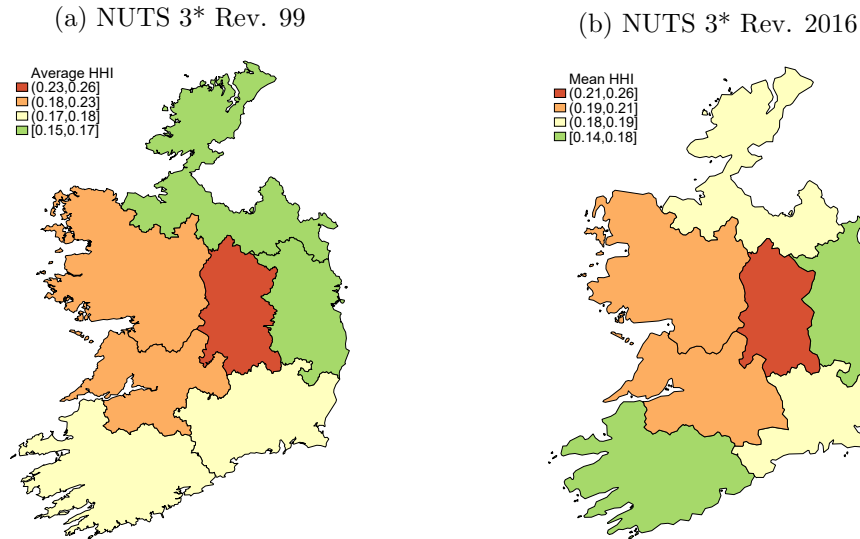 (a) NUTS 3* Rev. 99
Average HHI
(0.23,0.26]
(0.18,0.23]
(0.17,0.18]
[0.15,0.17]
(b) NUTS 3* Rev. 2016
Mean HHI
(0.21,0.26]
(0.19,0.21]
(0.18,0.19]
[0.14,0.18]